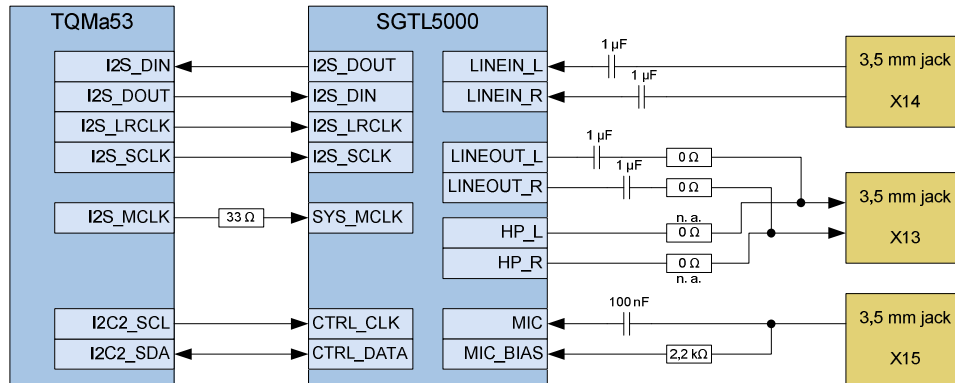 TQMa53
SGTL5000
I2S_DIN
I2S_DOUT
LINEIN_L
1 µF
3,5 mm jack
I2S_DOUT
I2S_DIN
LINEIN_R
1 µF
X14
I2S_LRCLK
I2S_LRCLK
I2S_SCLK
I2S_SCLK
LINEOUT_L
1 µF
0 Ω
LINEOUT_R
1 µF
0 Ω
3,5 mm jack
I2S_MCLK
33 Ω
SYS_MCLK
n. a.
HP_L
0 Ω
X13
HP_R
0 Ω
n. a.
I2C2_SCL
CTRL_CLK
MIC
100 nF
3,5 mm jack
I2C2_SDA
CTRL_DATA
MIC_BIAS
2,2 kΩ
X15